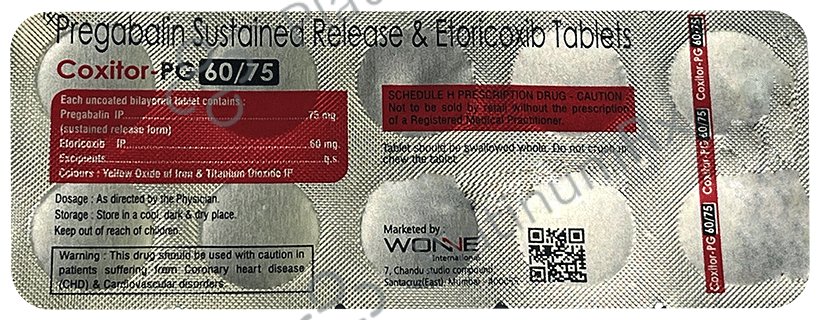 Rx Pregabalin Sustained Release & Etoricoxib Tablets
Coxitor-PG 60/75
Each uncoated bilayered tablet contains :
Pregabalin IP........75 mg.
(sustained release form)
Etoricoxib IP........60 mg.
Excipients........q.s.
Colours : Yellow Oxide of Iron & Titanium Dioxide IP
Dosage : As directed by the Physician.
Storage : Store in a cool, dark & dry place.
Keep out of reach of children.
Warning : This drug should be used with caution in
patients suffering from Coronary heart disease
(CHD) & Cardiovascular disorders.
SCHEDULE H PRESCRIPTION DRUG - CAUTION :
Not to be sold by retail without the prescription
of a Registered Medical Practitioner.
Tablet should be swallowed whole. Do not crush or
chew the tablet.
Marketed by :
WONNE
International
7, Chandu studio compound
Santacruz(East), Mumbai -
Coxitor-PG 60/75 Coxitor-PG 60/75 Coxitor-PG 60/75